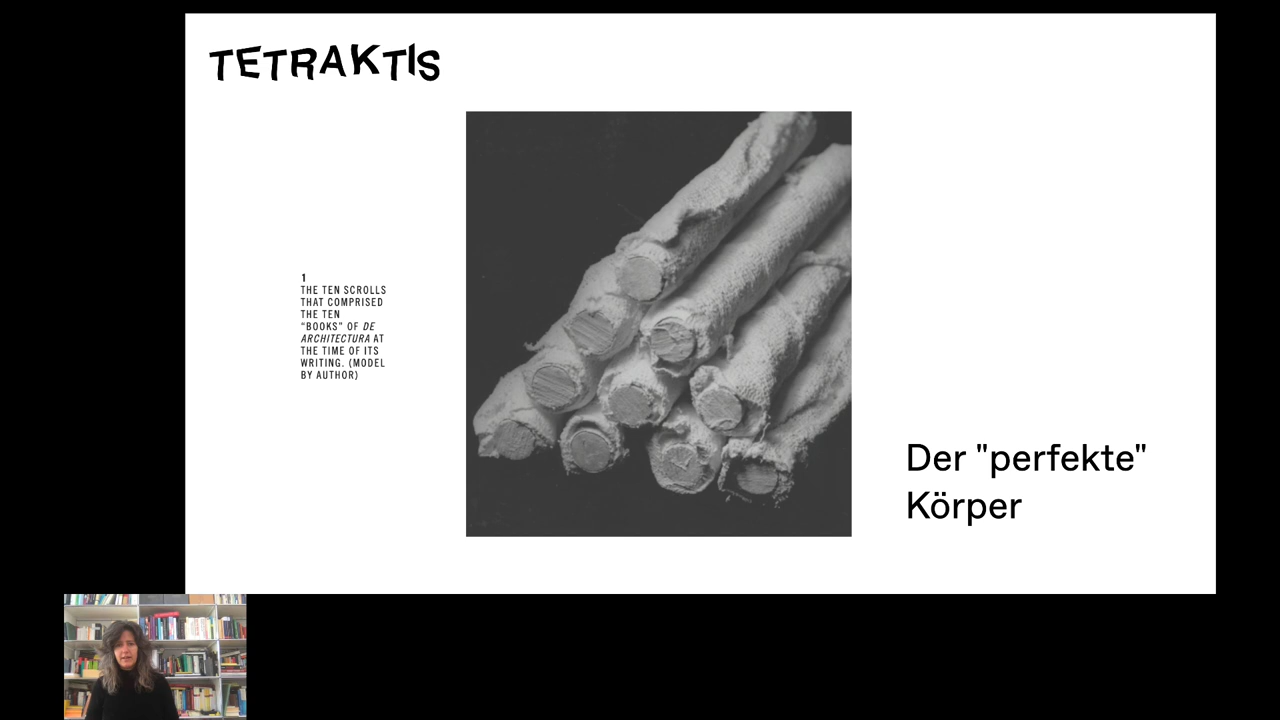 TETRAKTIS
1
THE TEN SCROLLS
THAT COMPRISED
THE TEN
"BOOKS" OF DE
ARCHITECTURA AT
THE TIME OF ITS
WRITING. (MODEL
BY AUTHOR)
Der "perfekte"
Körper